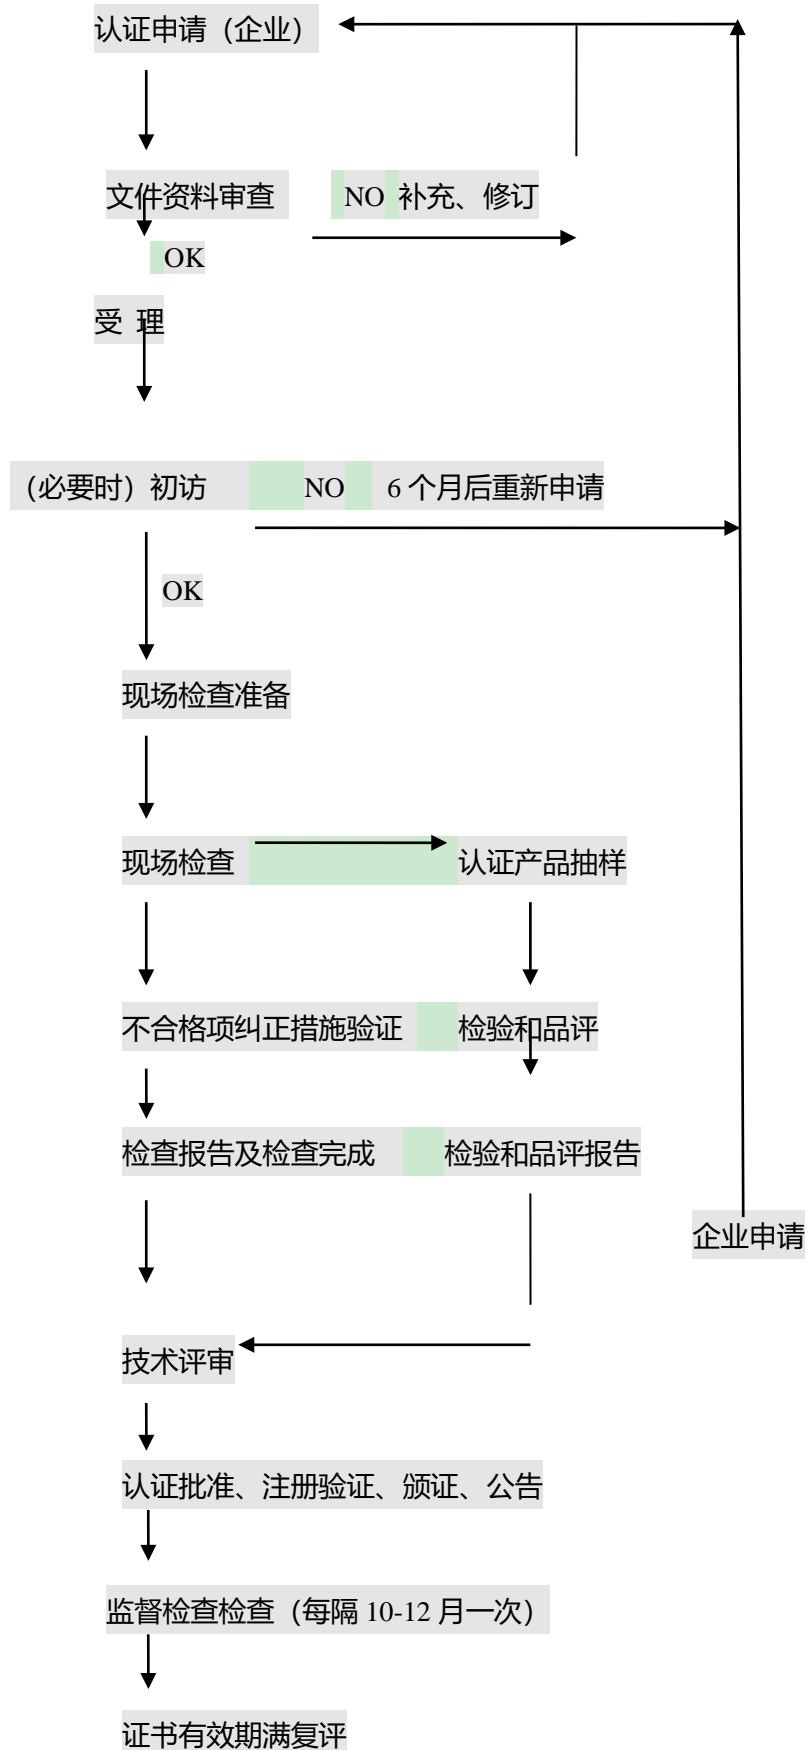 认证申请（企业）
文件资料审查 NO 补充、修订
OK
受 理
（必要时）初访 NO 6 个月后重新申请
OK
现场检查准备
现场检查 认证产品抽样
不合格项纠正措施验证 检验和品评
检查报告及检查完成 检验和品评报告
企业申请
技术评审
认证批准、注册验证、颁证、公告
监督检查检查（每隔 10-12 月一次）
证书有效期满复评